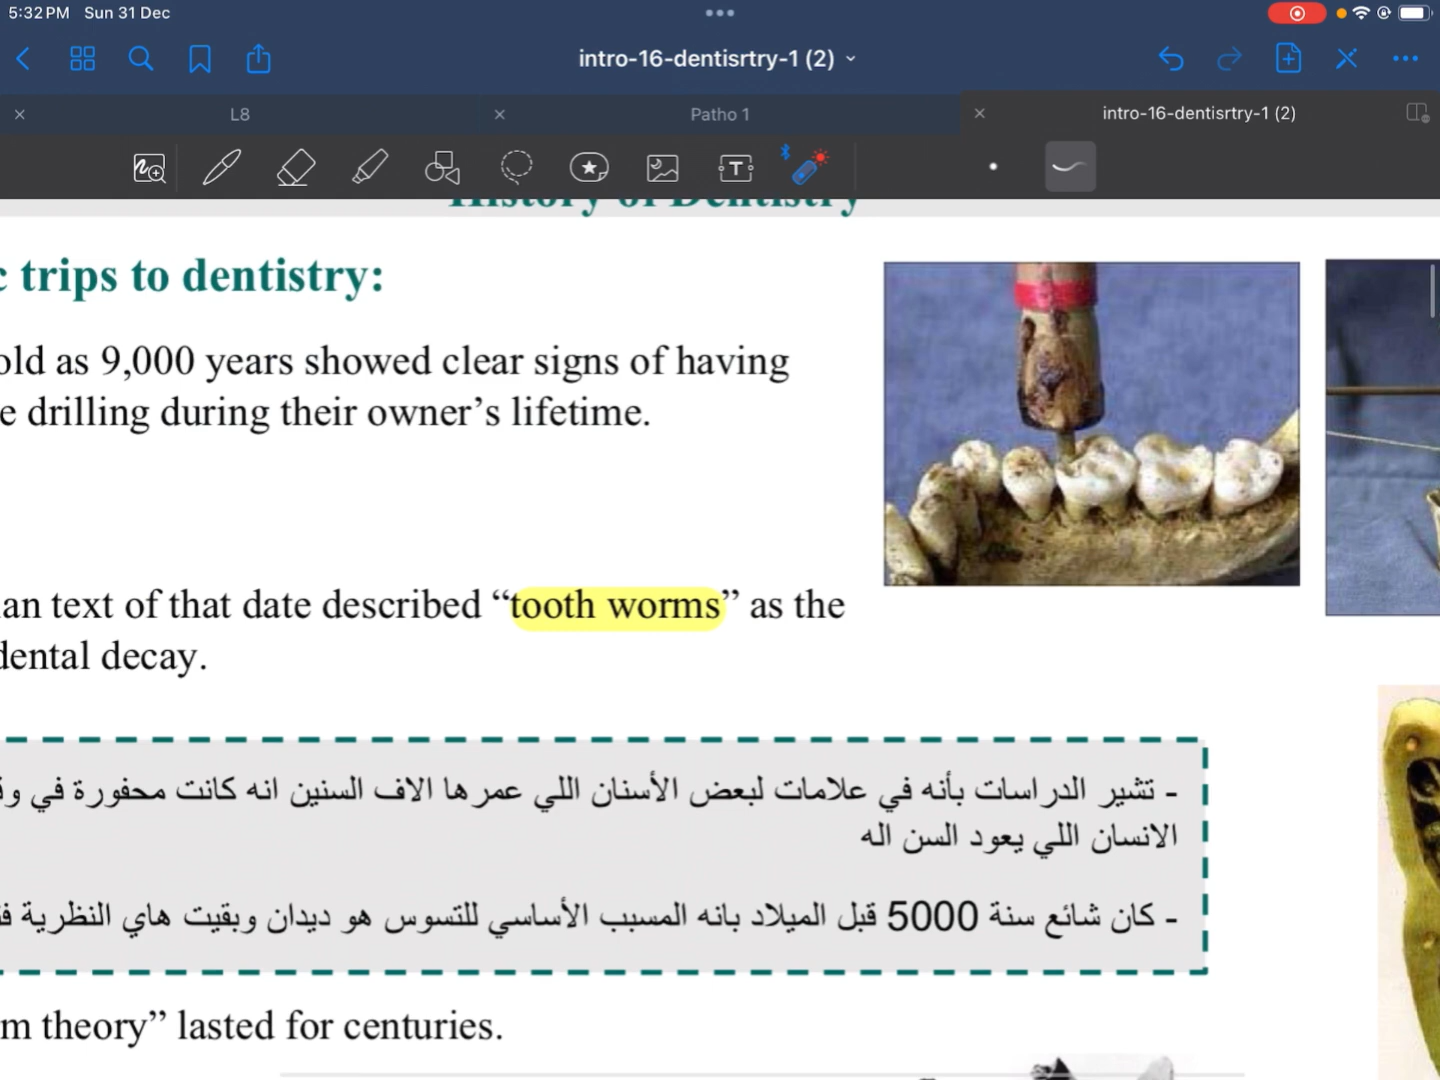 5:32 PM Sun 31 Dec
intro-16-dentisrtry-1 (2)
L8
Patho 1
intro-16-dentisrtry-1 (2)
History of Dentistry
trips to dentistry:
old as 9,000 years showed clear signs of having
drilling during their owner’s lifetime.
text of that date described “tooth worms” as the
dental decay.
- تشير الدراسات بأنه في علامات لبعض الأسنان اللي عمرها الاف السنين انه كانت محفورة في
الانسان اللي يعود السن اله
- كان شائع سنة 5000 قبل الميلاد بانه المسبب الأساسي للتسوس هو ديدان وبقيت هاي النظرية
theory” lasted for centuries.